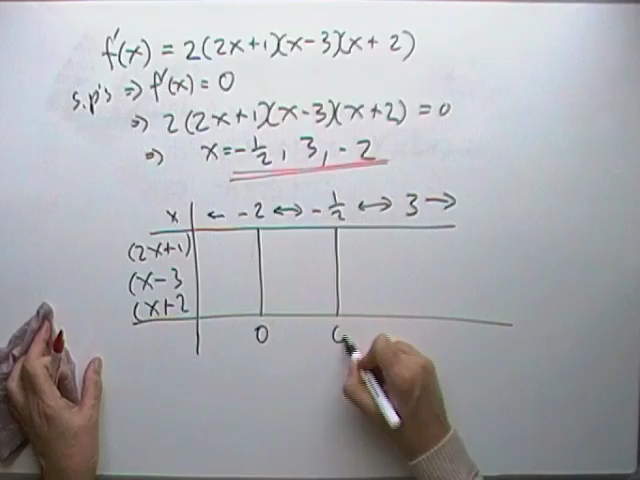 f'(x) = 2(2x+1)(x-3)(x+2)
s.p's ⇒ f'(x) = 0
⇒ 2(2x+1)(x-3)(x+2) = 0
⇒ x = -1/2, 3, -2
x ← -2 ↔ -1/2 ↔ 3 →
(2x+1)
(x-3
(x+2
0 0